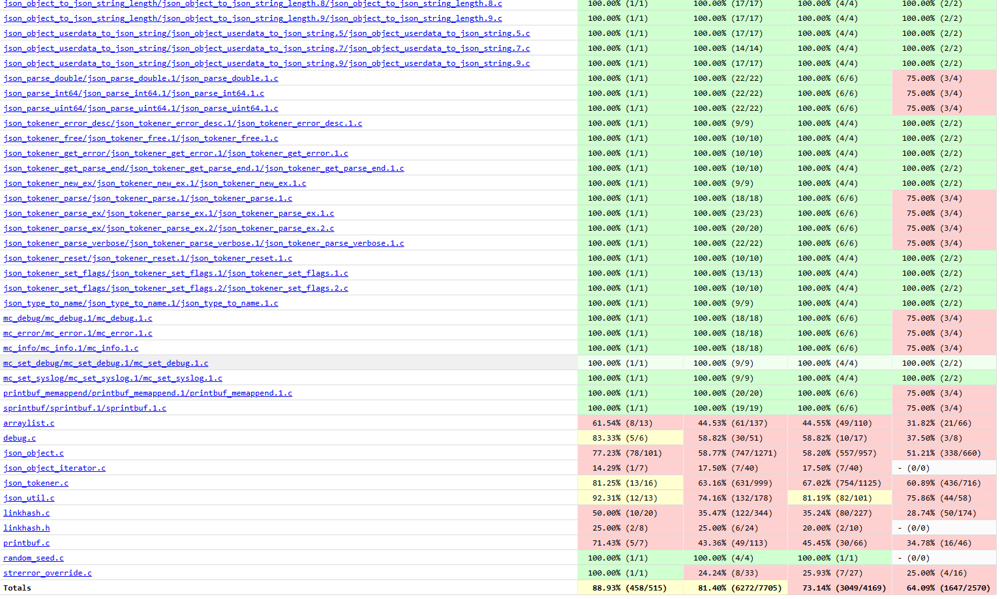 json_object_to_json_string_length/json_object_to_json_string_length.8/json_object_to_json_string_length.8.c 100.00% (1/1) 100.00% (17/17) 100.00% (4/4) 100.00% (2/2)
json_object_to_json_string_length/json_object_to_json_string_length.9/json_object_to_json_string_length.9.c 100.00% (1/1) 100.00% (17/17) 100.00% (4/4) 100.00% (2/2)
json_object_userdata_to_json_string/json_object_userdata_to_json_string.5/json_object_userdata_to_json_string.5.c 100.00% (1/1) 100.00% (17/17) 100.00% (4/4) 100.00% (2/2)
json_object_userdata_to_json_string/json_object_userdata_to_json_string.7/json_object_userdata_to_json_string.7.c 100.00% (1/1) 100.00% (14/14) 100.00% (4/4) 100.00% (2/2)
json_object_userdata_to_json_string/json_object_userdata_to_json_string.9/json_object_userdata_to_json_string.9.c 100.00% (1/1) 100.00% (17/17) 100.00% (4/4) 100.00% (2/2)
json_parse_double/json_parse_double.1/json_parse_double.1.c 100.00% (1/1) 100.00% (22/22) 100.00% (6/6) 75.00% (3/4)
json_parse_int64/json_parse_int64.1/json_parse_int64.1.c 100.00% (1/1) 100.00% (22/22) 100.00% (6/6) 75.00% (3/4)
json_parse_uint64/json_parse_uint64.1/json_parse_uint64.1.c 100.00% (1/1) 100.00% (22/22) 100.00% (6/6) 75.00% (3/4)
json_tokener_error_desc/json_tokener_error_desc.1/json_tokener_error_desc.1.c 100.00% (1/1) 100.00% (9/9) 100.00% (4/4) 100.00% (2/2)
json_tokener_free/json_tokener_free.1/json_tokener_free.1.c 100.00% (1/1) 100.00% (10/10) 100.00% (4/4) 100.00% (2/2)
json_tokener_get_error/json_tokener_get_error.1/json_tokener_get_error.1.c 100.00% (1/1) 100.00% (10/10) 100.00% (4/4) 100.00% (2/2)
json_tokener_get_parse_end/json_tokener_get_parse_end.1/json_tokener_get_parse_end.1.c 100.00% (1/1) 100.00% (10/10) 100.00% (4/4) 100.00% (2/2)
json_tokener_new_ex/json_tokener_new_ex.1/json_tokener_new_ex.1.c 100.00% (1/1) 100.00% (9/9) 100.00% (4/4) 100.00% (2/2)
json_tokener_parse/json_tokener_parse.1/json_tokener_parse.1.c 100.00% (1/1) 100.00% (18/18) 100.00% (6/6) 75.00% (3/4)
json_tokener_parse_ex/json_tokener_parse_ex.1/json_tokener_parse_ex.1.c 100.00% (1/1) 100.00% (23/23) 100.00% (6/6) 75.00% (3/4)
json_tokener_parse_ex/json_tokener_parse_ex.2/json_tokener_parse_ex.2.c 100.00% (1/1) 100.00% (20/20) 100.00% (6/6) 75.00% (3/4)
json_tokener_parse_verbose/json_tokener_parse_verbose.1/json_tokener_parse_verbose.1.c 100.00% (1/1) 100.00% (22/22) 100.00% (6/6) 75.00% (3/4)
json_tokener_reset/json_tokener_reset.1/json_tokener_reset.1.c 100.00% (1/1) 100.00% (10/10) 100.00% (4/4) 100.00% (2/2)
json_tokener_set_flags/json_tokener_set_flags.1/json_tokener_set_flags.1.c 100.00% (1/1) 100.00% (13/13) 100.00% (4/4) 100.00% (2/2)
json_tokener_set_flags/json_tokener_set_flags.2/json_tokener_set_flags.2.c 100.00% (1/1) 100.00% (10/10) 100.00% (4/4) 100.00% (2/2)
json_type_to_name/json_type_to_name.1/json_type_to_name.1.c 100.00% (1/1) 100.00% (9/9) 100.00% (4/4) 100.00% (2/2)
mc_debug/mc_debug.1/mc_debug.1.c 100.00% (1/1) 100.00% (18/18) 100.00% (6/6) 75.00% (3/4)
mc_error/mc_error.1/mc_error.1.c 100.00% (1/1) 100.00% (18/18) 100.00% (6/6) 75.00% (3/4)
mc_info/mc_info.1/mc_info.1.c 100.00% (1/1) 100.00% (18/18) 100.00% (6/6) 75.00% (3/4)
mc_set_debug/mc_set_debug.1/mc_set_debug.1.c 100.00% (1/1) 100.00% (9/9) 100.00% (4/4) 100.00% (2/2)
mc_set_syslog/mc_set_syslog.1/mc_set_syslog.1.c 100.00% (1/1) 100.00% (9/9) 100.00% (4/4) 100.00% (2/2)
printbuf_memappend/printbuf_memappend.1/printbuf_memappend.1.c 100.00% (1/1) 100.00% (20/20) 100.00% (6/6) 75.00% (3/4)
sprintbuf/sprintbuf.1/sprintbuf.1.c 100.00% (1/1) 100.00% (19/19) 100.00% (6/6) 75.00% (3/4)
arraylist.c 61.54% (8/13) 44.53% (61/137) 44.55% (49/110) 31.82% (21/66)
debug.c 83.33% (5/6) 58.82% (30/51) 58.82% (10/17) 37.50% (3/8)
json_object.c 77.23% (78/101) 58.77% (747/1271) 58.20% (557/957) 51.21% (338/660)
json_object_iterator.c 14.29% (1/7) 17.50% (7/40) 17.50% (7/40) - (0/0)
json_tokener.c 81.25% (13/16) 63.16% (631/999) 67.02% (754/1125) 60.89% (436/716)
json_util.c 92.31% (12/13) 74.16% (132/178) 81.19% (82/101) 75.86% (44/58)
linkhash.c 50.00% (10/20) 35.47% (122/344) 35.24% (80/227) 28.74% (50/174)
linkhash.h 25.00% (2/8) 25.00% (6/24) 20.00% (2/10) - (0/0)
printbuf.c 71.43% (5/7) 43.36% (49/113) 45.45% (30/66) 34.78% (16/46)
random_seed.c 100.00% (1/1) 100.00% (4/4) 100.00% (1/1) - (0/0)
strerror_override.c 100.00% (1/1) 24.24% (8/33) 25.93% (7/27) 25.00% (4/16)
Totals 88.93% (458/515) 81.40% (6272/7705) 73.14% (3049/4169) 64.09% (1647/2570)